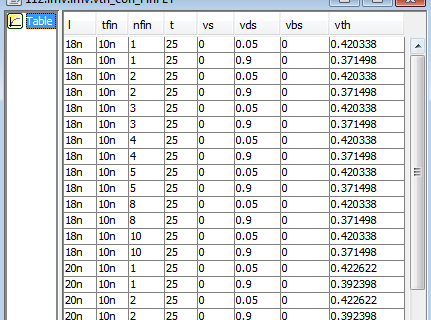 Table
l tfin nfin t vs vds vbs vth
18n 10n 1 25 0 0.05 0 0.420338
18n 10n 1 25 0 0.9 0 0.371498
18n 10n 2 25 0 0.05 0 0.420338
18n 10n 2 25 0 0.9 0 0.371498
18n 10n 3 25 0 0.05 0 0.420338
18n 10n 3 25 0 0.9 0 0.371498
18n 10n 4 25 0 0.05 0 0.420338
18n 10n 4 25 0 0.9 0 0.371498
18n 10n 5 25 0 0.05 0 0.420338
18n 10n 5 25 0 0.9 0 0.371498
18n 10n 8 25 0 0.05 0 0.420338
18n 10n 8 25 0 0.9 0 0.371498
18n 10n 10 25 0 0.05 0 0.420338
18n 10n 10 25 0 0.9 0 0.371498
20n 10n 1 25 0 0.05 0 0.422622
20n 10n 1 25 0 0.9 0 0.392398
20n 10n 2 25 0 0.05 0 0.422622
20n 10n 2 25 0 0.9 0 0.392398